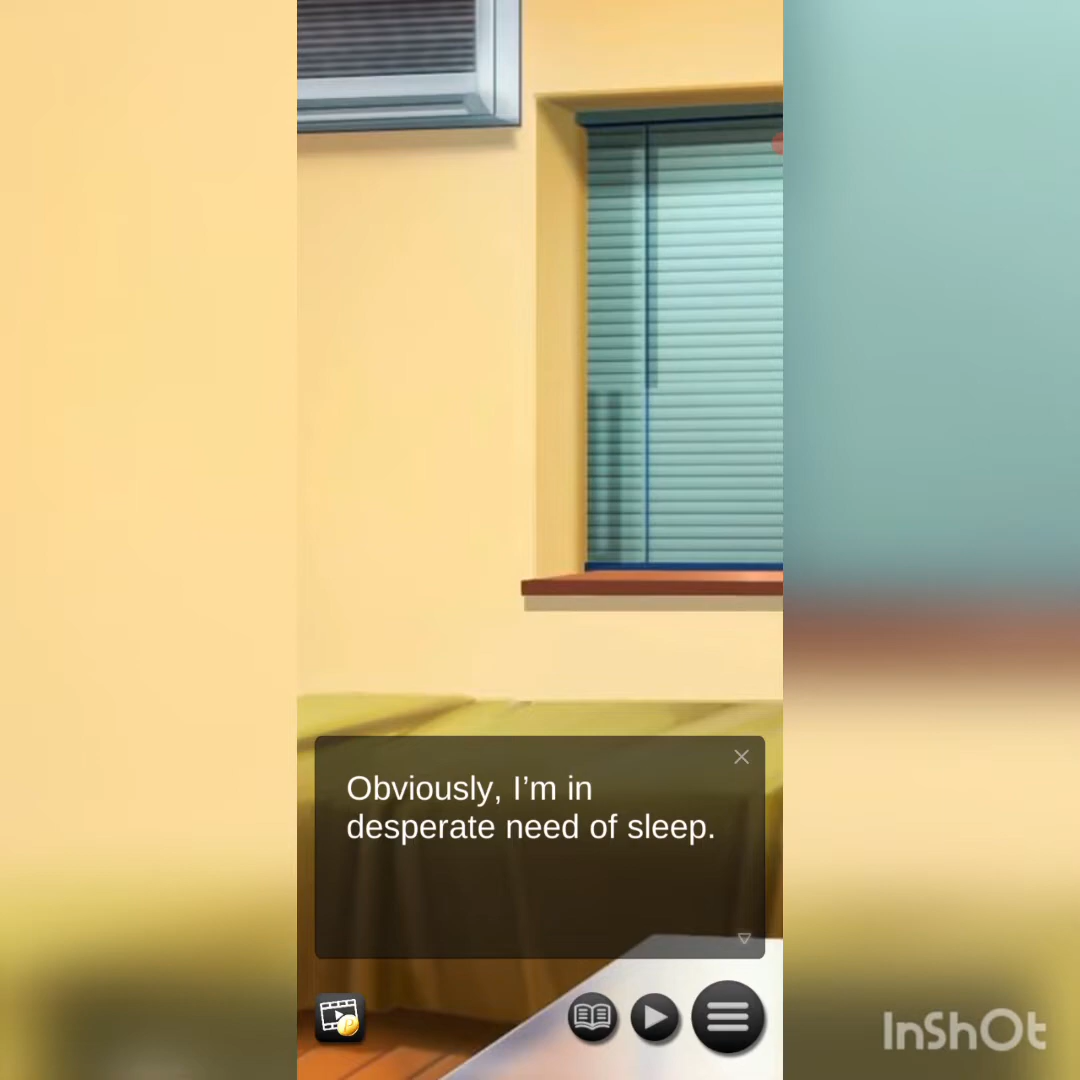 Obviously, I’m in
desperate need of sleep.
InShOt